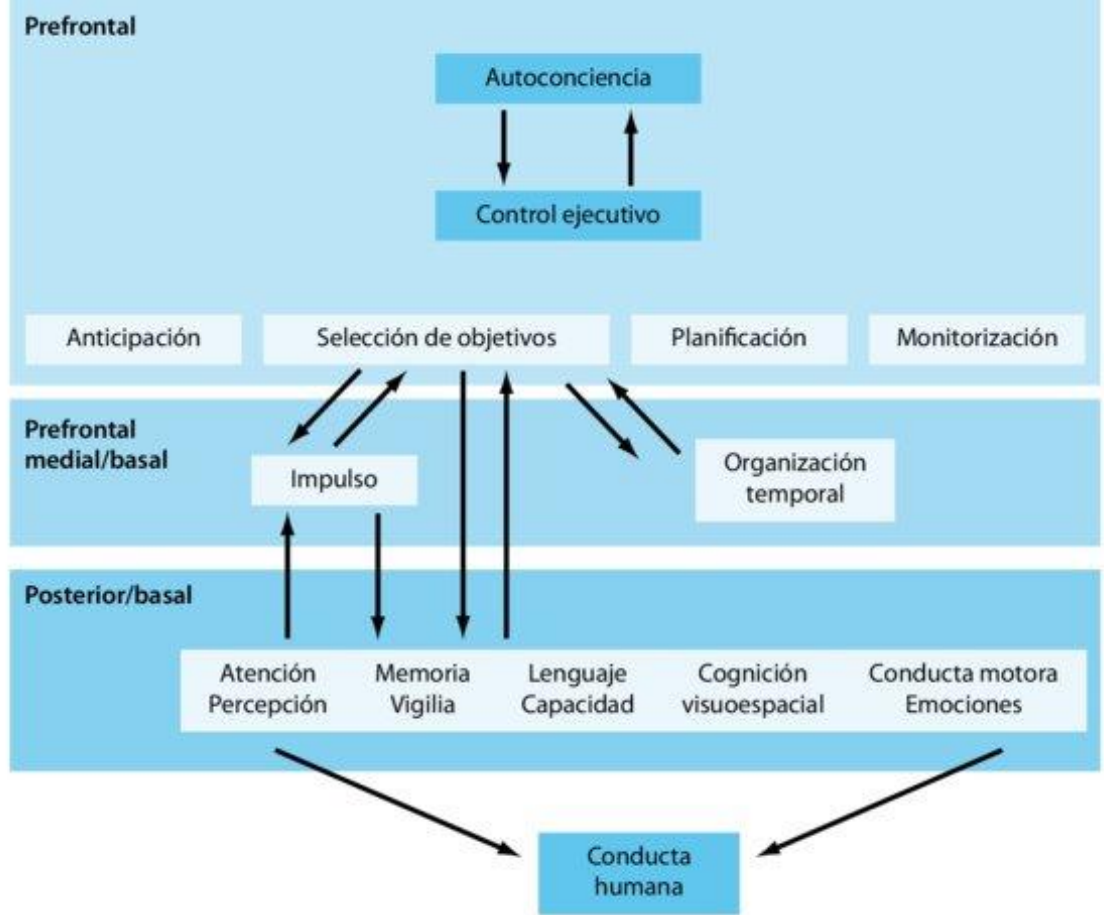 Prefrontal
Autoconciencia
Control ejecutivo
Anticipación
Selección de objetivos
Planificación
Monitorización
Prefrontal
medial/basal
Impulso
Organización
temporal
Posterior/basal
Atención
Percepción
Memoria
Vigilia
Lenguaje
Capacidad
Cognición
visuoespacial
Conducta motora
Emociones
Conducta
humana